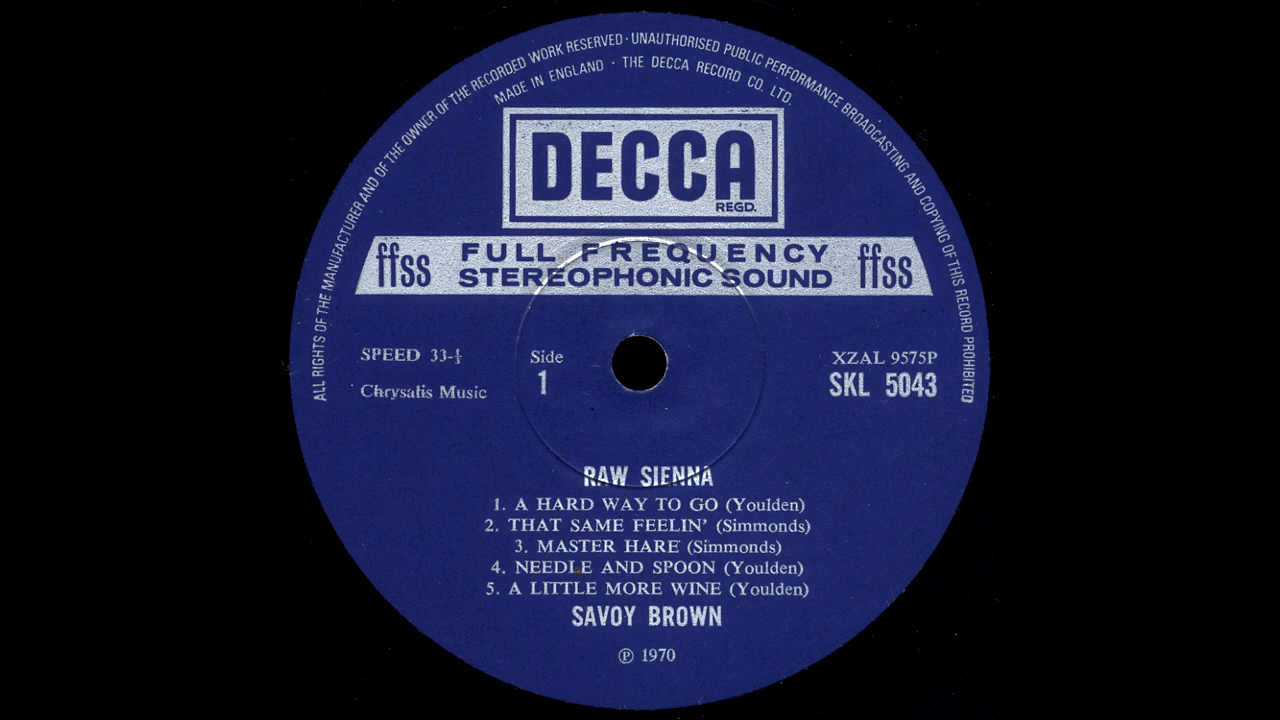 ALL RIGHTS OF THE MANUFACTURER AND OF THE OWNER OF THE RECORDED WORK RESERVED · UNAUTHORISED PUBLIC PERFORMANCE BROADCASTING AND COPYING OF THIS RECORD PROHIBITED
MADE IN ENGLAND · THE DECCA RECORD CO. LTD.
DECCA
REGD.
ffss FULL FREQUENCY ffss
STEREOPHONIC SOUND
SPEED 33-⅓ Side XZAL 9575P
Chrysalis Music 1 SKL 5043
RAW SIENNA
1. A HARD WAY TO GO (Youlden)
2. THAT SAME FEELIN' (Simmonds)
3. MASTER HARE (Simmonds)
4. NEEDLE AND SPOON (Youlden)
5. A LITTLE MORE WINE (Youlden)
SAVOY BROWN
℗ 1970